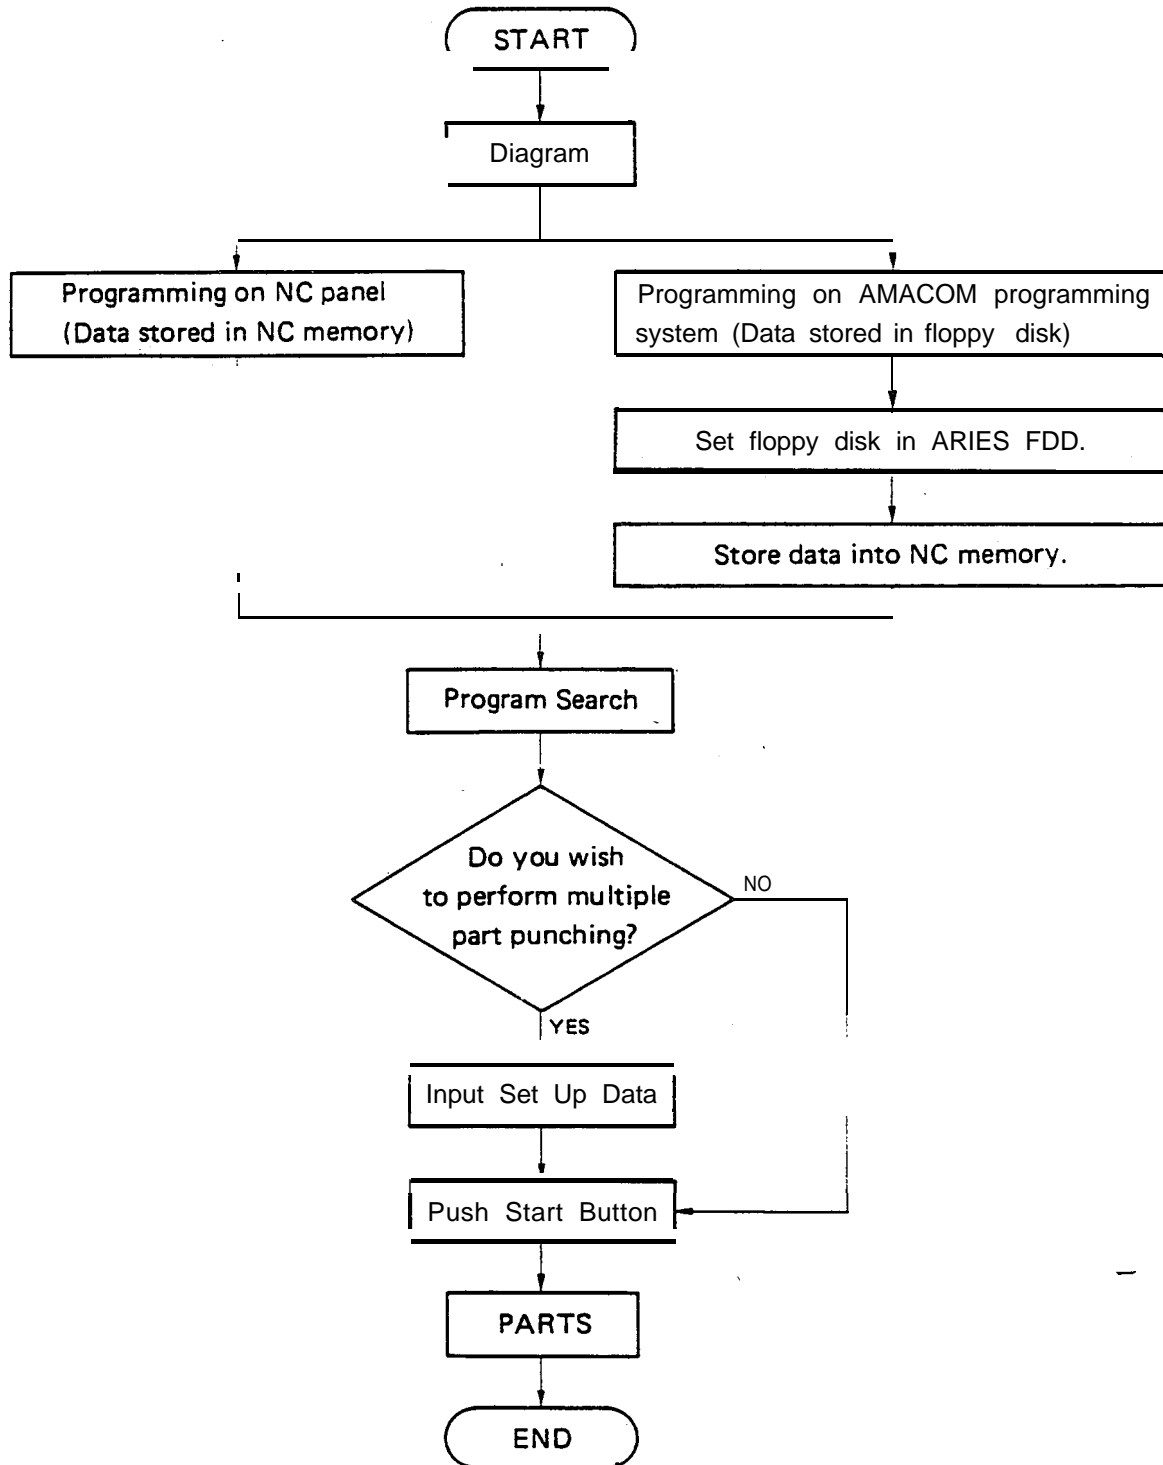 START
Diagram
Programming on NC panel
(Data stored in NC memory)
Programming on AMACOM programming
system (Data stored in floppy disk)
Set floppy disk in ARIES FDD.
Store data into NC memory.
Program Search
Do you wish
to perform multiple
part punching?
NO
YES
Input Set Up Data
Push Start Button
PARTS
END